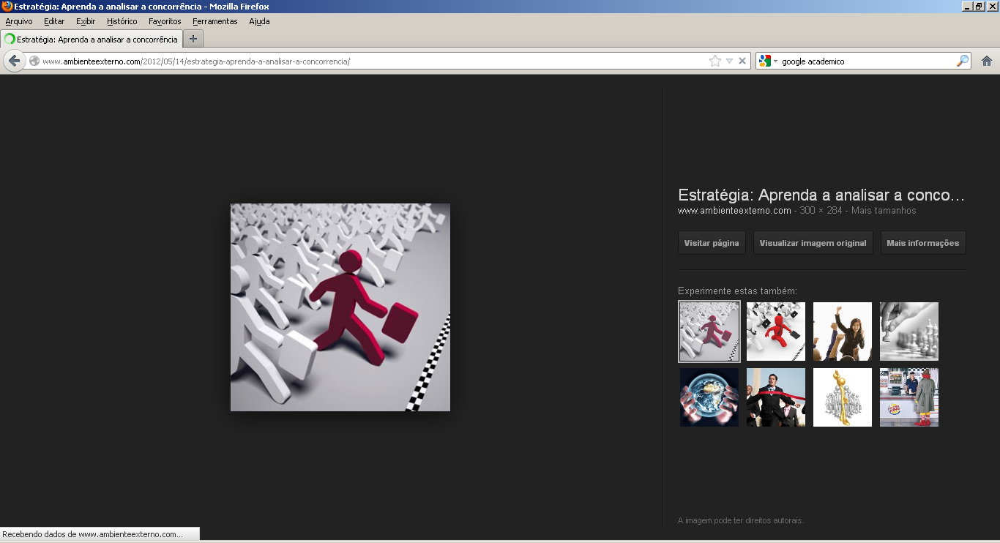 Estratégia: Aprenda a analisar a concorrência - Mozilla Firefox
Arquivo Editar Exibir Histórico Favoritos Ferramentas Ajuda
Estratégia: Aprenda a analisar a concorrência
www.ambienteexterno.com/2012/05/14/estrategia-aprenda-a-analisar-a-concorrencia/ google academico
Estratégia: Aprenda a analisar a conco...
www.ambienteexterno.com - 300 × 284 - Mais tamanhos
Visitar página Visualizar imagem original Mais informações
Experimente estas também:
BURGER KING
A imagem pode ter direitos autorais.
Recebendo dados de www.ambienteexterno.com...